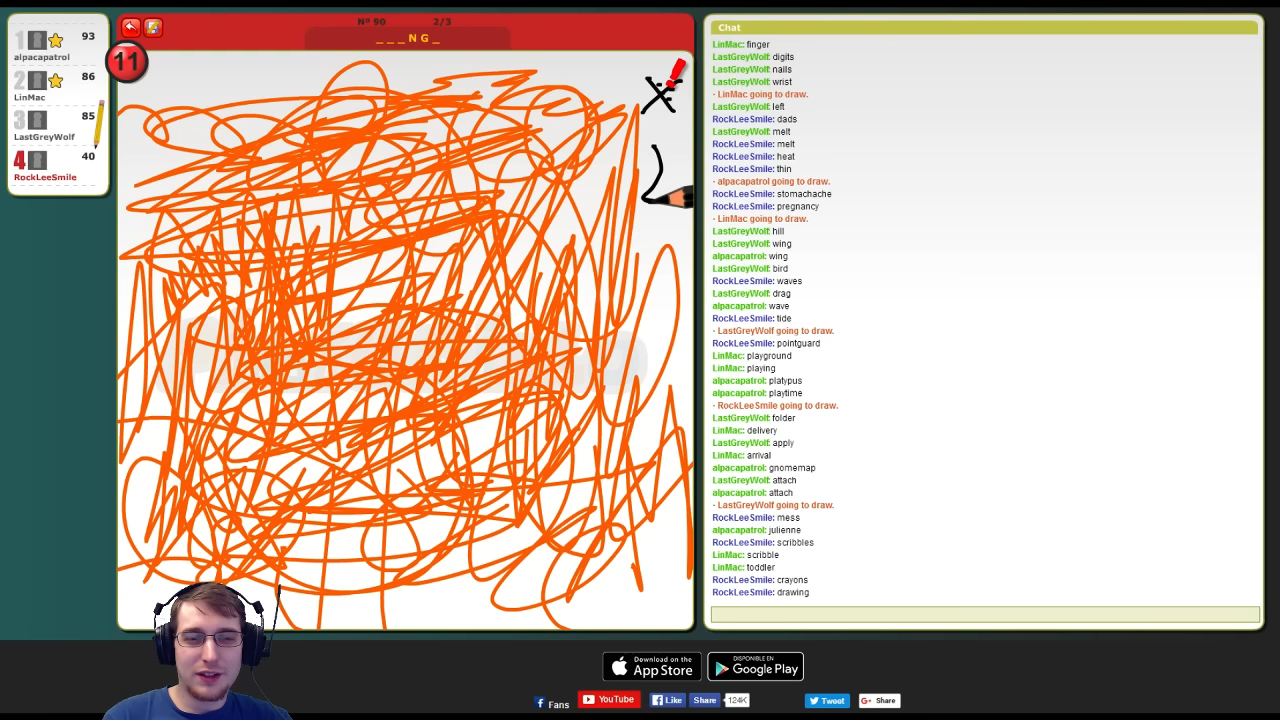 1 93
alpacapatrol
2 86
LinMac
3 85
LastGreyWolf
4 40
RockLeeSmile
11
Nº 90 2/3
_ _ _ N G _
Chat
LinMac: finger
LastGreyWolf: digits
LastGreyWolf: nails
LastGreyWolf: wrist
- LinMac going to draw.
LastGreyWolf: left
RockLeeSmile: dads
LastGreyWolf: melt
RockLeeSmile: melt
RockLeeSmile: heat
RockLeeSmile: thin
- alpacapatrol going to draw.
RockLeeSmile: stomachache
RockLeeSmile: pregnancy
- LinMac going to draw.
LastGreyWolf: hill
LastGreyWolf: wing
alpacapatrol: wing
LastGreyWolf: bird
RockLeeSmile: waves
LastGreyWolf: drag
alpacapatrol: wave
RockLeeSmile: tide
- LastGreyWolf going to draw.
RockLeeSmile: pointguard
LinMac: playground
LinMac: playing
alpacapatrol: platypus
alpacapatrol: playtime
- RockLeeSmile going to draw.
LastGreyWolf: folder
LinMac: delivery
LastGreyWolf: apply
LinMac: arrival
alpacapatrol: gnomemap
LastGreyWolf: attach
alpacapatrol: attach
- LastGreyWolf going to draw.
RockLeeSmile: mess
alpacapatrol: julienne
RockLeeSmile: scribbles
LinMac: scribble
LinMac: toddler
RockLeeSmile: crayons
RockLeeSmile: drawing
Download on the
App Store
DISPONIBLE EN
Google Play
Fans
YouTube
Like Share 124K
Tweet
G+ Share